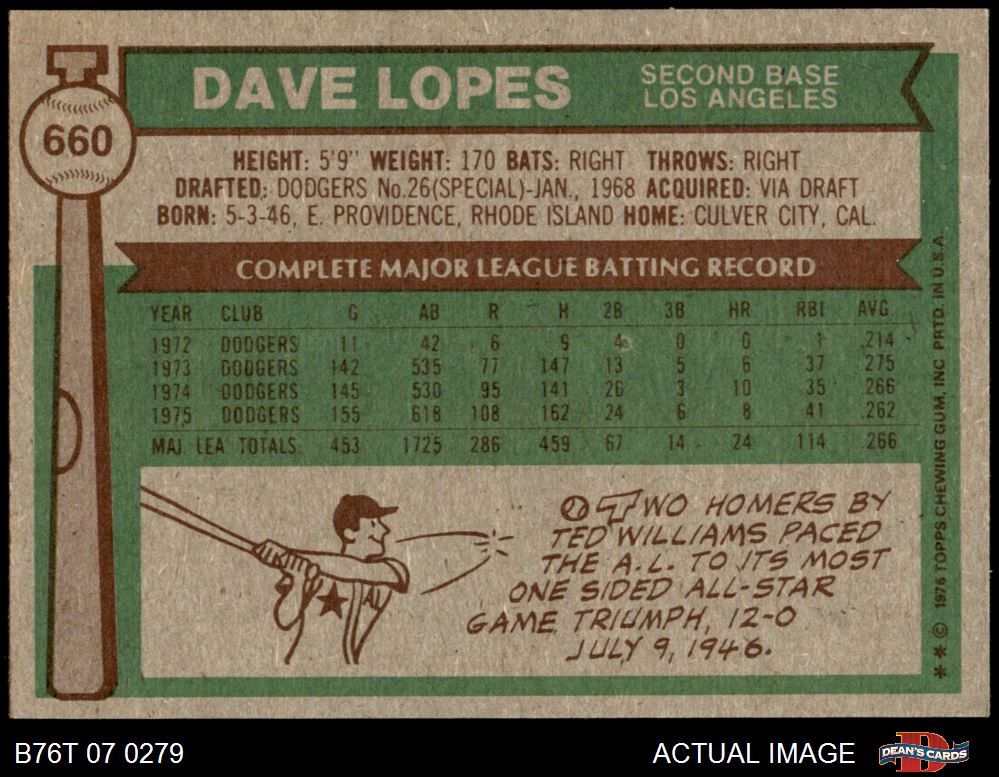 DAVE LOPES
SECOND BASE
LOS ANGELES
660
HEIGHT: 5'9" WEIGHT: 170 BATS: RIGHT THROWS: RIGHT
DRAFTED: DODGERS No.26(SPECIAL)-JAN., 1968 ACQUIRED: VIA DRAFT
BORN: 5-3-46, E. PROVIDENCE, RHODE ISLAND HOME: CULVER CITY, CAL.
COMPLETE MAJOR LEAGUE BATTING RECORD
YEAR CLUB G AB R H 2B 3B HR RBI AVG.
1972 DODGERS 11 42 6 9 4 0 0 1 .214
1973 DODGERS 142 535 77 147 13 5 6 37 .275
1974 DODGERS 145 530 95 141 26 3 10 35 .266
1975 DODGERS 155 618 108 162 24 6 8 41 .262
MAJ. LEA. TOTALS 453 1725 286 459 67 14 24 114 .266
TWO HOMERS BY
TED WILLIAMS PACED
THE A.L. TO ITS MOST
ONE SIDED ALL-STAR
GAME TRIUMPH, 12-0
JULY 9, 1946.
AL
* * © 1976 TOPPS CHEWING GUM, INC. PRTD. IN U.S.A.
B76T 07 0279
ACTUAL IMAGE
D
DEAN'S CARDS